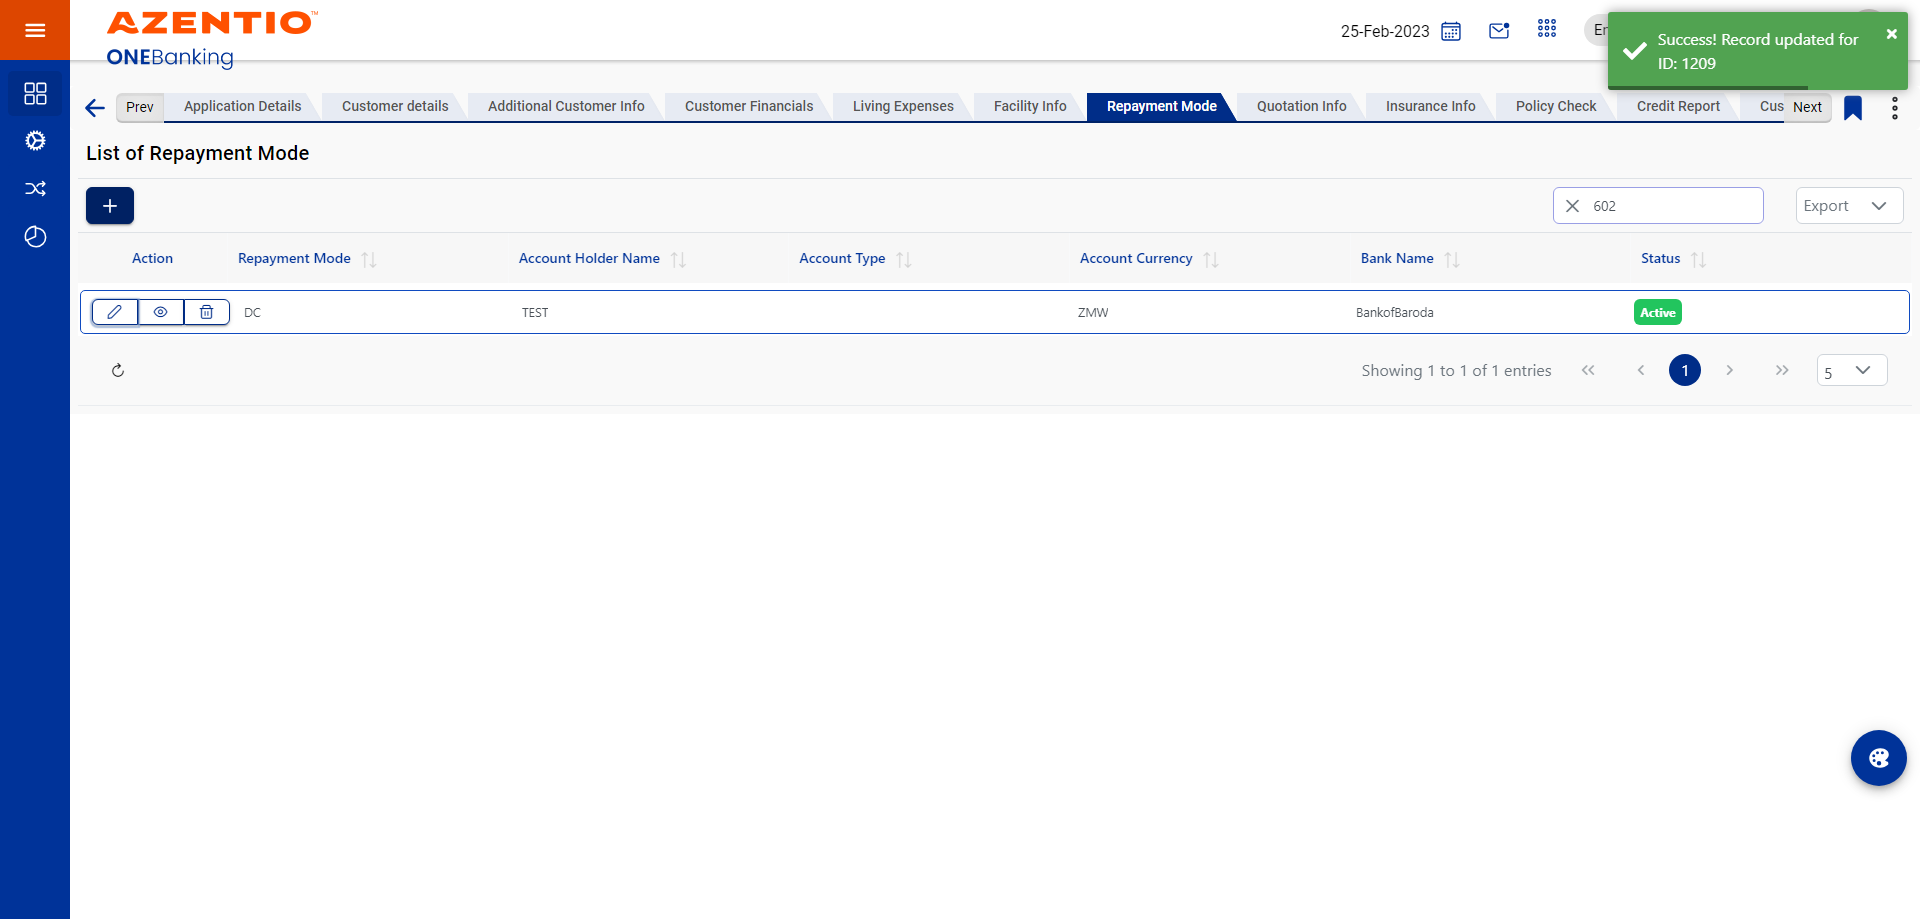 AZENTIO™
ONEBanking
25-Feb-2023
Success! Record updated for
ID: 1209
Prev
Application Details
Customer details
Additional Customer Info
Customer Financials
Living Expenses
Facility Info
Repayment Mode
Quotation Info
Insurance Info
Policy Check
Credit Report
Cus
Next
List of Repayment Mode
602
Export
Action
Repayment Mode
Account Holder Name
Account Type
Account Currency
Bank Name
Status
DC
TEST
ZMW
BankofBaroda
Active
Showing 1 to 1 of 1 entries
1
5